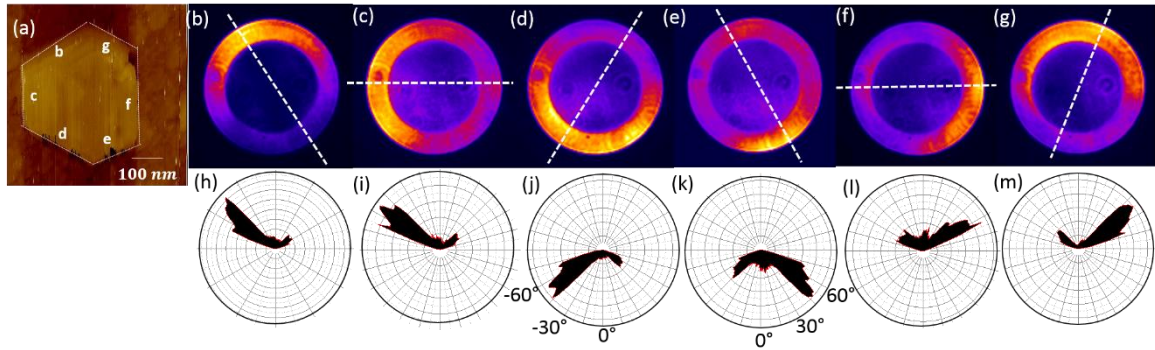 (a)
b
g
c
f
d
e
100 nm
(b)
(c)
(d)
(e)
(f)
(g)
(h)
(i)
(j)
(k)
(l)
(m)
-60°
-30°
0°
60°
30°
0°